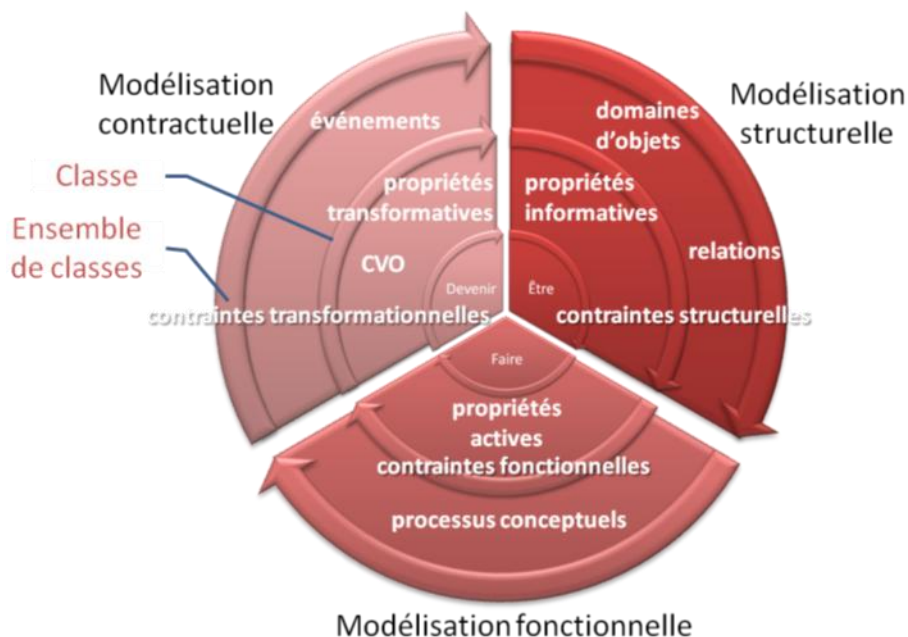 Modélisation
contractuelle
Classe
Ensemble
de classes
événements
propriétés
transformatives
CVO
Devenir
contraintes transformationnelles
Modélisation
structurelle
domaines
d'objets
propriétés
informatives
relations
Être
contraintes structurelles
Faire
propriétés
actives
contraintes fonctionnelles
processus conceptuels
Modélisation fonctionnelle